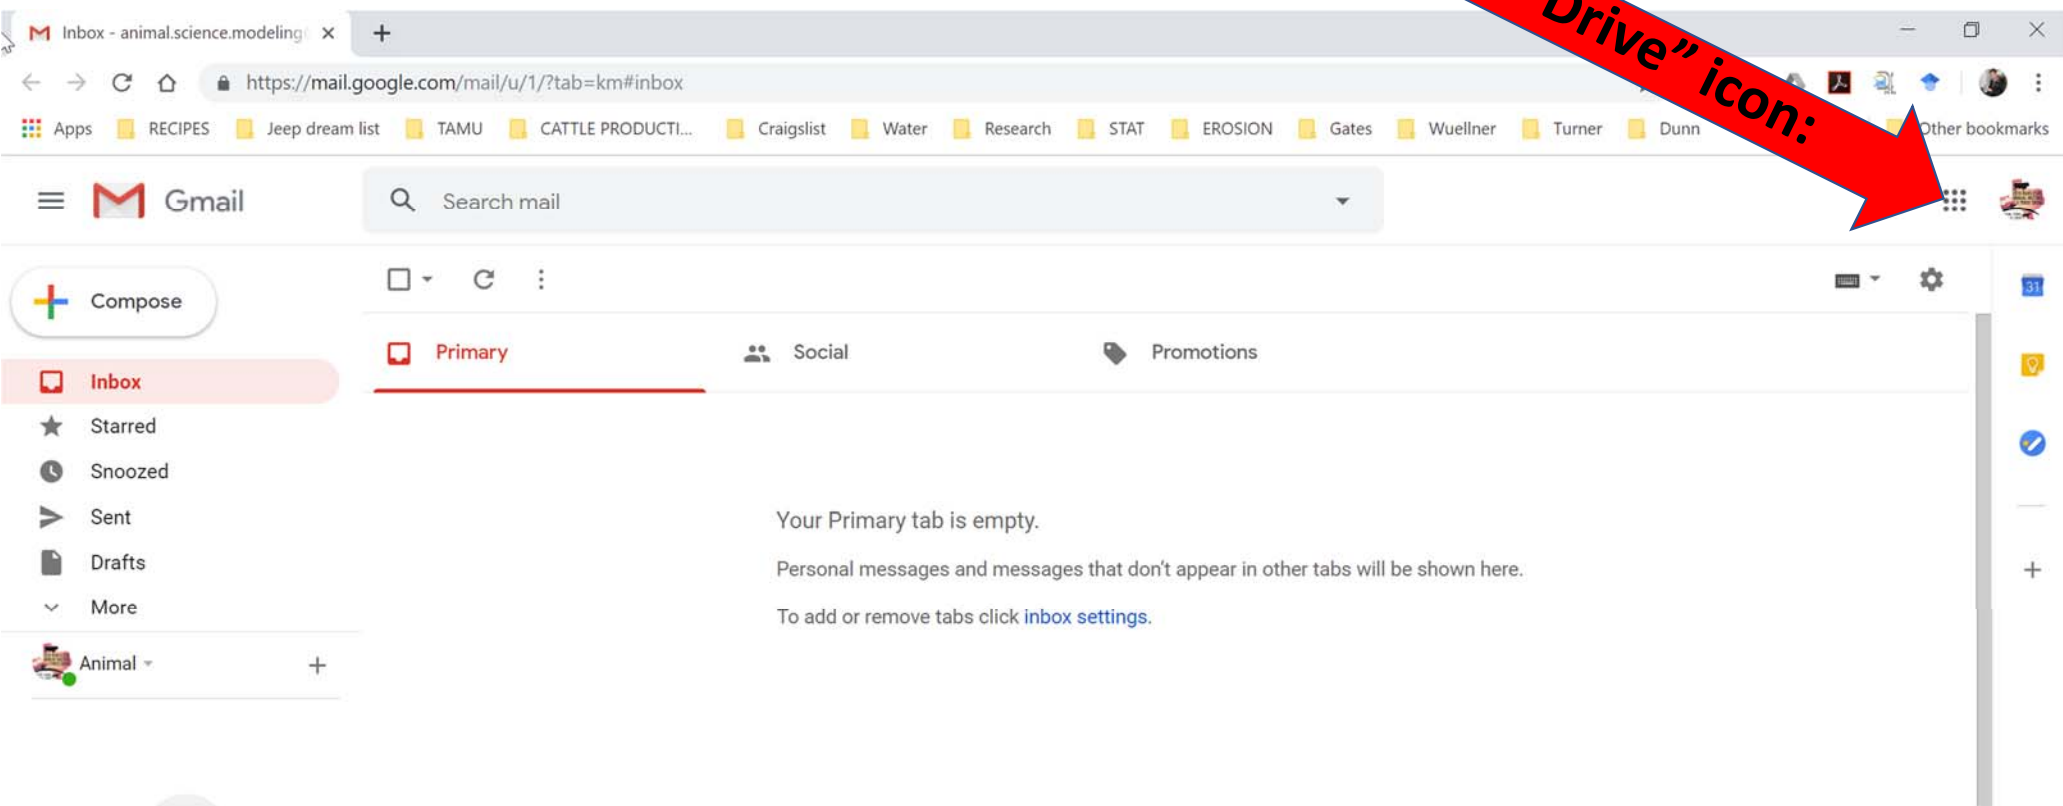 Drive” icon:
Inbox - animal.science.modeling
https://mail.google.com/mail/u/1/?tab=km#inbox
Apps RECIPES Jeep dream list TAMU CATTLE PRODUCTI... Craigslist Water Research STAT EROSION Gates Wuellner Turner Dunn Other bookmarks
Gmail Search mail
Compose
31
Primary Social Promotions
Inbox
Starred
Snoozed
Sent
Your Primary tab is empty.
Drafts
Personal messages and messages that don't appear in other tabs will be shown here.
More
To add or remove tabs click inbox settings.
Animal